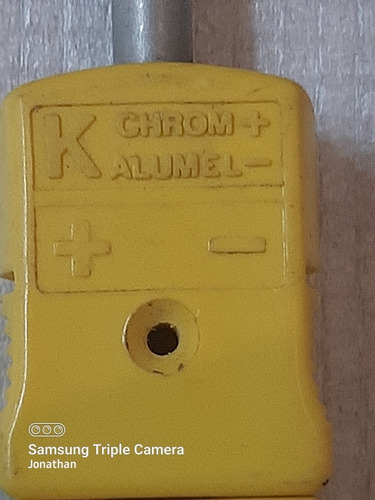 K CHROM +
ALUMEL −
+ −
Samsung Triple Camera
Jonathan